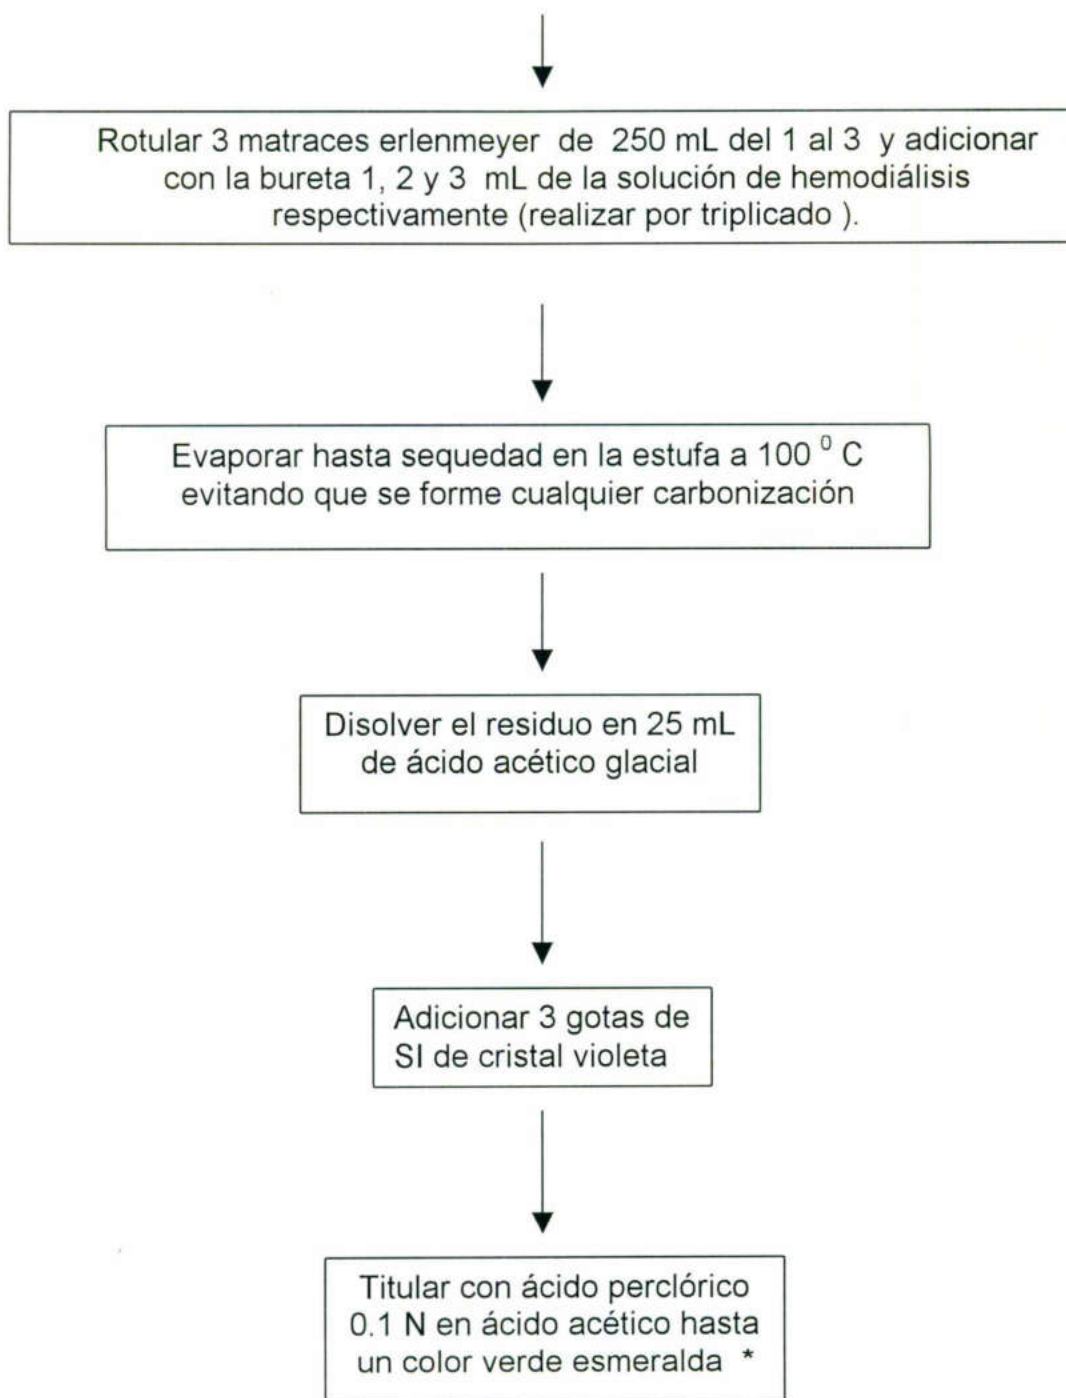 Rotular 3 matraces erlenmeyer de 250 mL del 1 al 3 y adicionar
con la bureta 1, 2 y 3 mL de la solución de hemodiálisis
respectivamente (realizar por triplicado ).
Evaporar hasta sequedad en la estufa a 100 ⁰ C
evitando que se forme cualquier carbonización
Disolver el residuo en 25 mL
de ácido acético glacial
Adicionar 3 gotas de
SI de cristal violeta
Titular con ácido perclórico
0.1 N en ácido acético hasta
un color verde esmeralda *